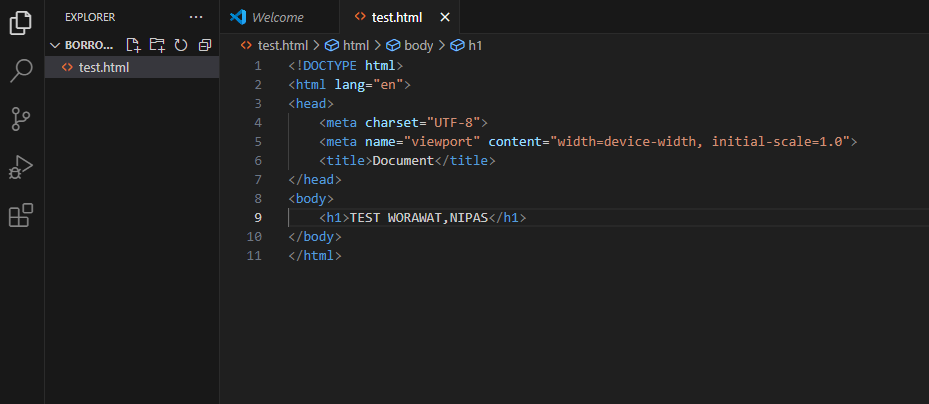 EXPLORER
BORRO...
test.html
Welcome
test.html
test.html > html > body > h1
1 <!DOCTYPE html>
2 <html lang="en">
3 <head>
4     <meta charset="UTF-8">
5     <meta name="viewport" content="width=device-width, initial-scale=1.0">
6     <title>Document</title>
7 </head>
8 <body>
9     <h1>TEST WORAWAT,NIPAS</h1>
10 </body>
11 </html>